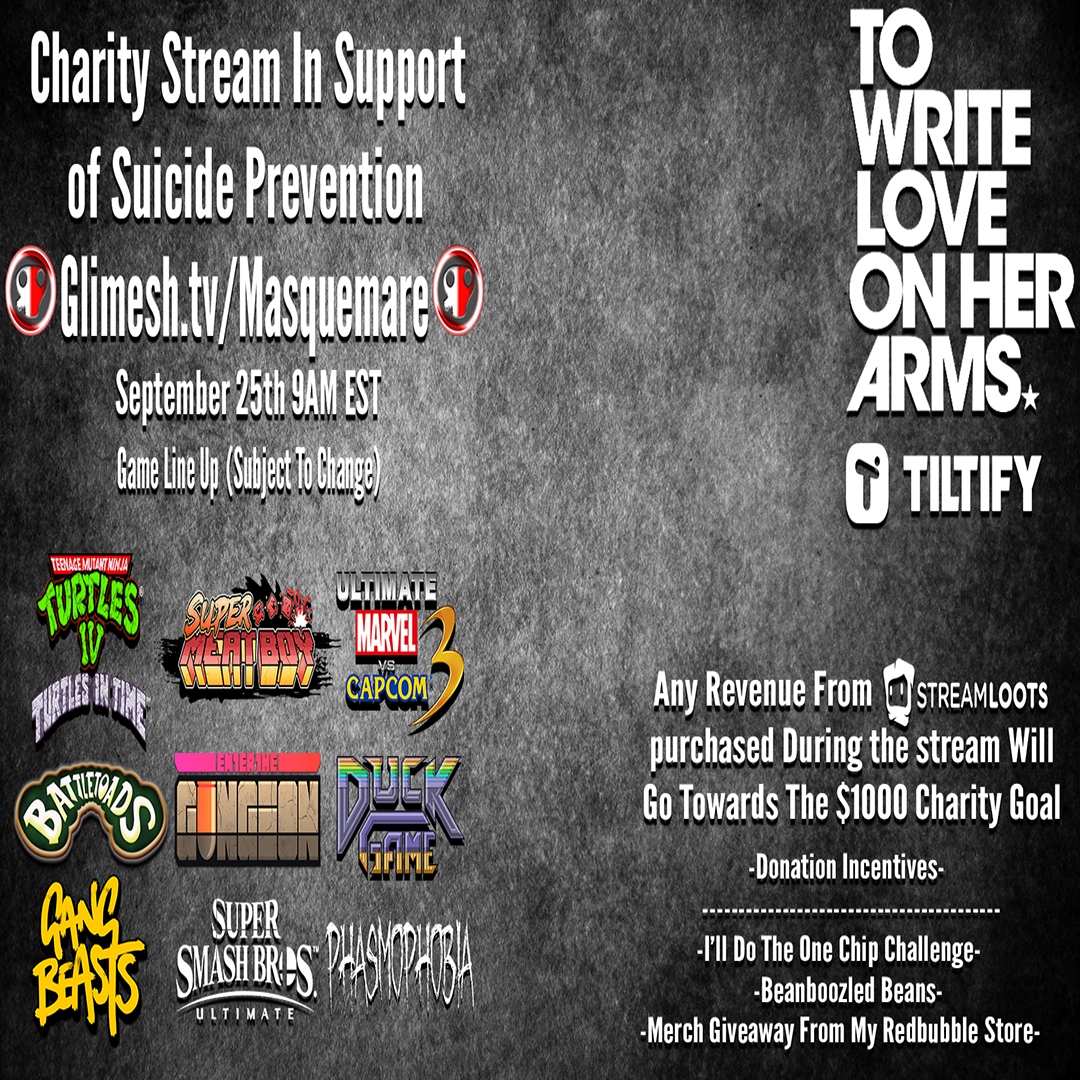 Charity Stream In Support
of Suicide Prevention
Glimesh.tv/Masquemare
September 25th 9AM EST
Game Line Up (Subject To Change)
TEENAGE MUTANT NINJA
TURTLES
IV
TURTLES IN TIME
SUPER
MEAT BOY
ULTIMATE
MARVEL
VS.
CAPCOM
3
BATTLETOADS
ENTER THE
GUNGEON
DUCK
GAME
GANG
BEASTS
SUPER
SMASH BROS.™
ULTIMATE
PHASMOPHOBIA
TO
WRITE
LOVE
ON HER
ARMS.
TILTIFY
Any Revenue From STREAMLOOTS
purchased During the stream Will
Go Towards The $1000 Charity Goal
-Donation Incentives-
-----------------------------------------
-I'll Do The One Chip Challenge-
-Beanboozled Beans-
-Merch Giveaway From My Redbubble Store-